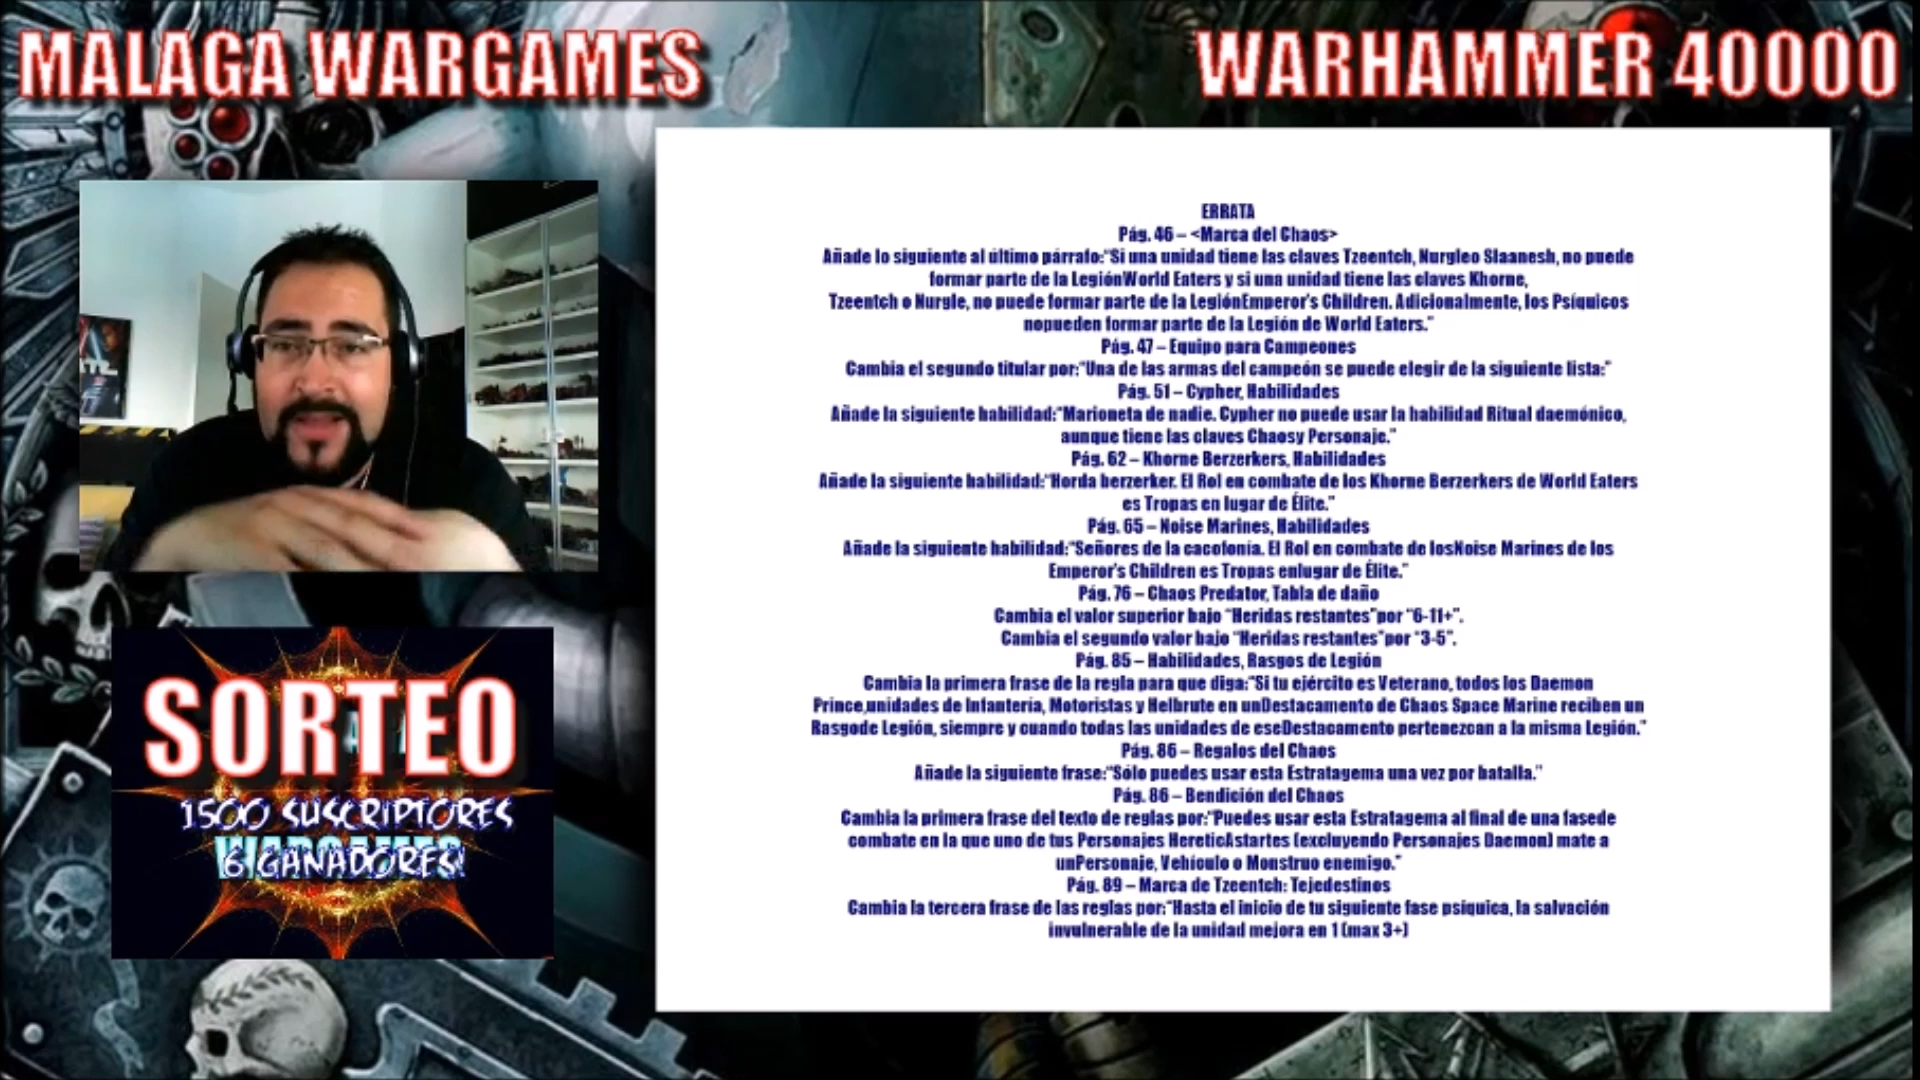 MALAGA WARGAMES
WARHAMMER 40000
ERRATA
Pág. 46 – <Marca del Chaos>
Añade lo siguiente al último párrafo:“Si una unidad tiene las claves Tzeentch, Nurgleo Slaanesh, no puede
formar parte de la LegiónWorld Eaters y si una unidad tiene las claves Khorne,
Tzeentch o Nurgle, no puede formar parte de la LegiónEmperor's Children. Adicionalmente, los Psíquicos
nopueden formar parte de la Legión de World Eaters.”
Pág. 47 – Equipo para Campeones
Cambia el segundo titular por:“Una de las armas del campeón se puede elegir de la siguiente lista:”
Pág. 51 – Cypher, Habilidades
Añade la siguiente habilidad:“Marioneta de nadie. Cypher no puede usar la habilidad Ritual daemónico,
aunque tiene las claves Chaosy Personaje.”
Pág. 62 – Khorne Berzerkers, Habilidades
Añade la siguiente habilidad:“Horda berzerker. El Rol en combate de los Khorne Berzerkers de World Eaters
es Tropas en lugar de Élite.”
Pág. 65 – Noise Marines, Habilidades
Añade la siguiente habilidad:“Señores de la cacofonía. El Rol en combate de losNoise Marines de los
Emperor's Children es Tropas enlugar de Élite.”
Pág. 76 – Chaos Predator, Tabla de daño
Cambia el valor superior bajo “Heridas restantes”por “6-11+”.
Cambia el segundo valor bajo “Heridas restantes”por “3-5”.
Pág. 85 – Habilidades, Rasgos de Legión
Cambia la primera frase de la regla para que diga:“Si tu ejército es Veterano, todos los Daemon
Prince,unidades de Infantería, Motoristas y Helbrute en unDestacamento de Chaos Space Marine reciben un
Rasgode Legión, siempre y cuando todas las unidades de eseDestacamento pertenezcan a la misma Legión.”
Pág. 86 – Regalos del Chaos
Añade la siguiente frase:“Sólo puedes usar esta Estratagema una vez por batalla.”
Pág. 86 – Bendición del Chaos
Cambia la primera frase del texto de reglas por:“Puedes usar esta Estratagema al final de una fasede
combate en la que uno de tus Personajes HereticAstartes (excluyendo Personajes Daemon) mate a
unPersonaje, Vehículo o Monstruo enemigo.”
Pág. 89 – Marca de Tzeentch: Tejedestinos
Cambia la tercera frase de las reglas por:“Hasta el inicio de tu siguiente fase psíquica, la salvación
invulnerable de la unidad mejora en 1 (max 3+)
SORTEO
1500 SUSCRIPTORES
WARGAMES
6 GANADORES!